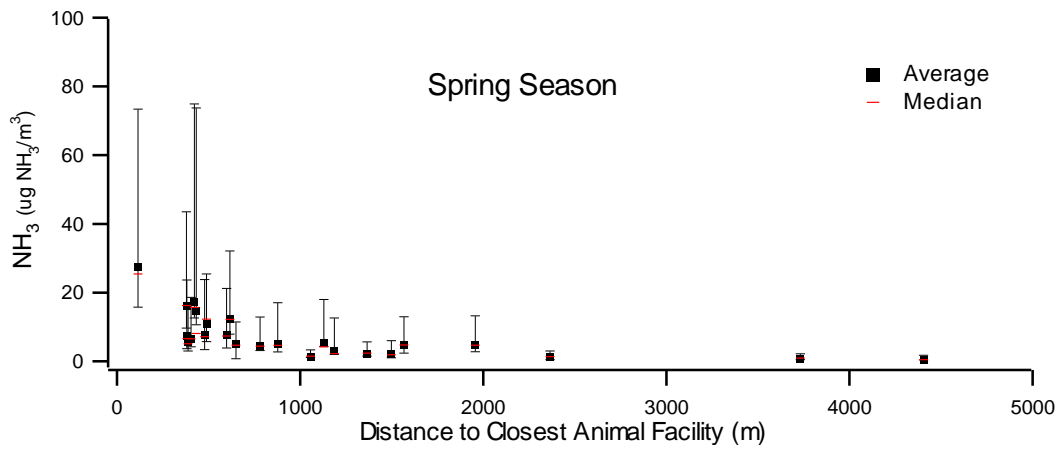 100
80
60
40
20
0
NH3 (ug NH3/m3)
Spring Season
Average
Median
0 1000 2000 3000 4000 5000
Distance to Closest Animal Facility (m)